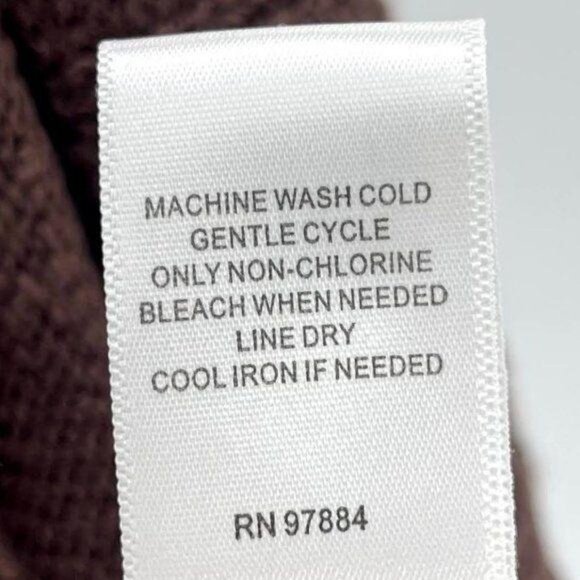 MACHINE WASH COLD
GENTLE CYCLE
ONLY NON-CHLORINE
BLEACH WHEN NEEDED
LINE DRY
COOL IRON IF NEEDED
RN 97884